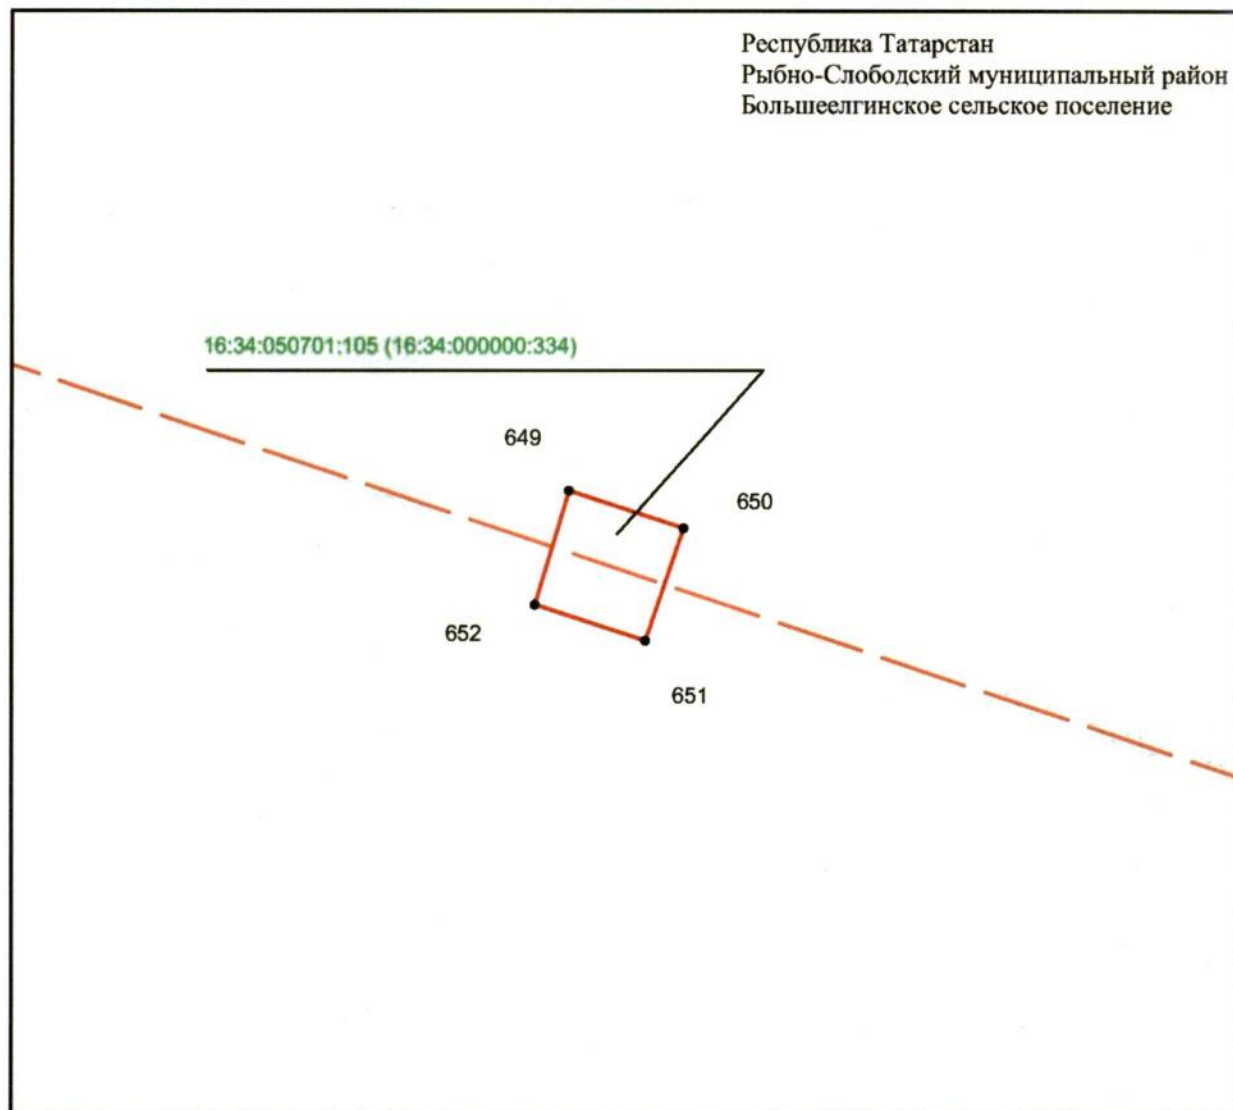 Республика Татарстан
Рыбно-Слободский муниципальный район
Большеелгинское сельское поселение
16:34:050701:105 (16:34:000000:334)
649
650
652
651